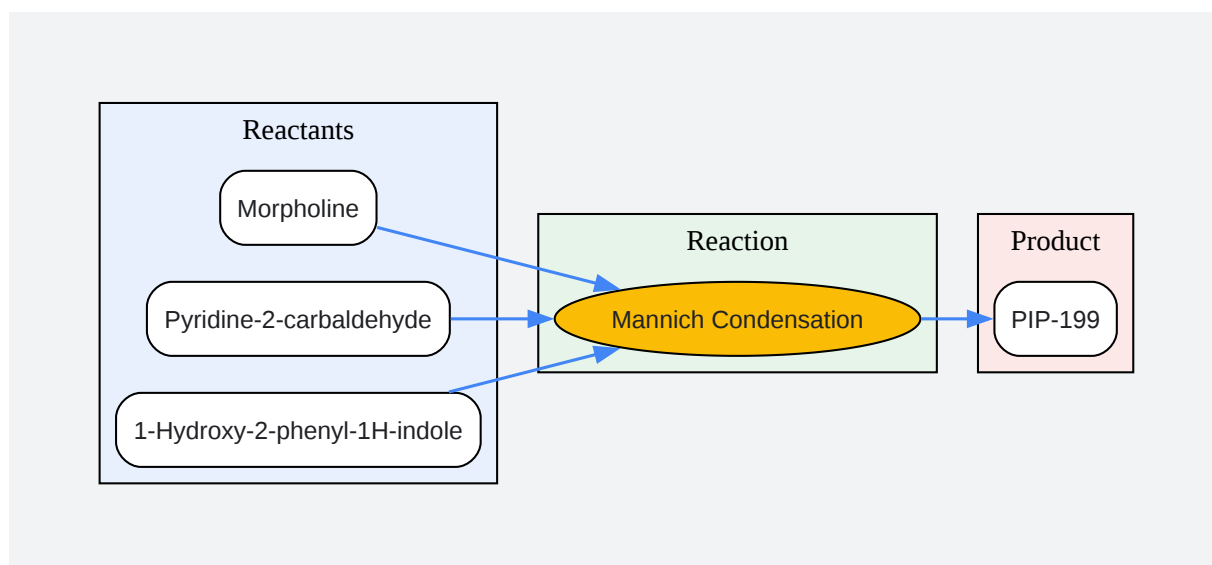 Reactants
Morpholine
Pyridine-2-carbaldehyde
1-Hydroxy-2-phenyl-1H-indole
Reaction
Mannich Condensation
Product
PIP-199